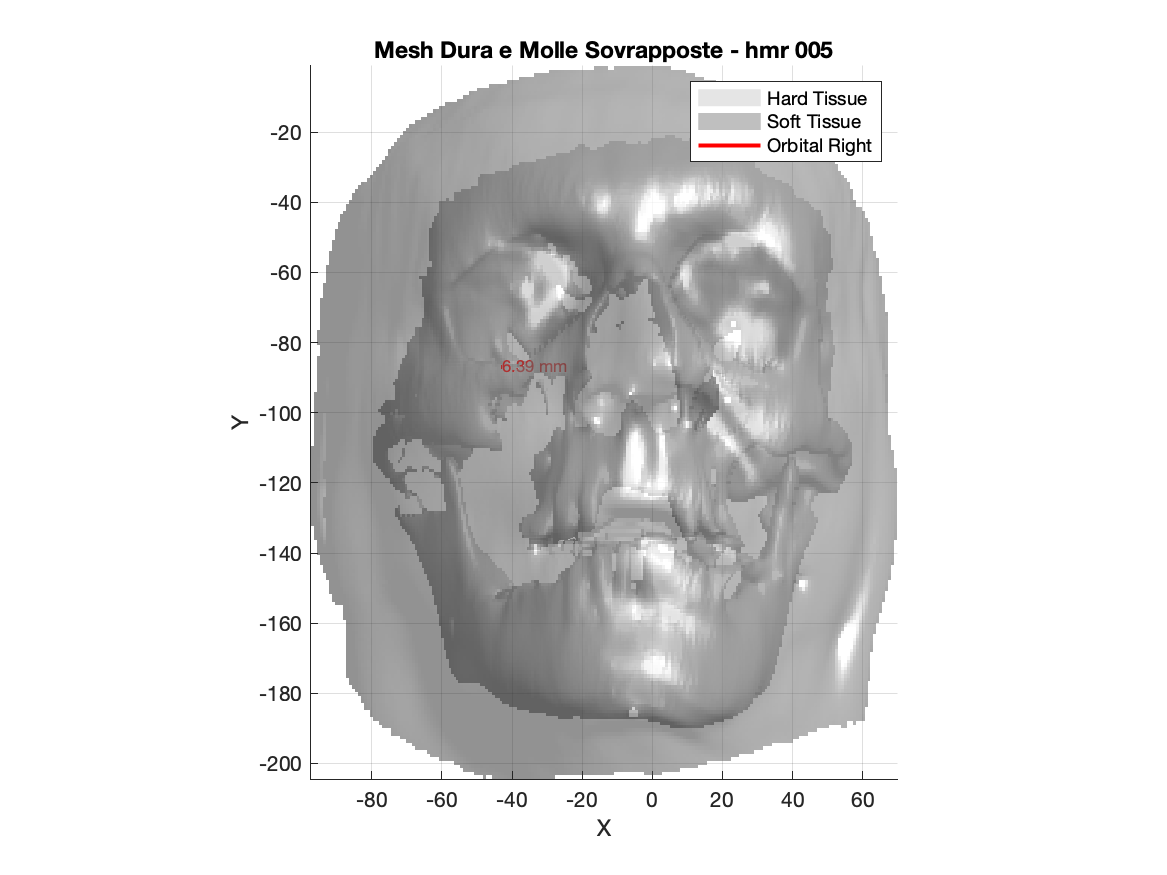 Mesh Dura e Molle Sovrapposte - hmr 005
Hard Tissue
Soft Tissue
Orbital Right
-20
-40
-60
-80
-100
-120
-140
-160
-180
-200
Y
6.39 mm
-80 -60 -40 -20 0 20 40 60
X